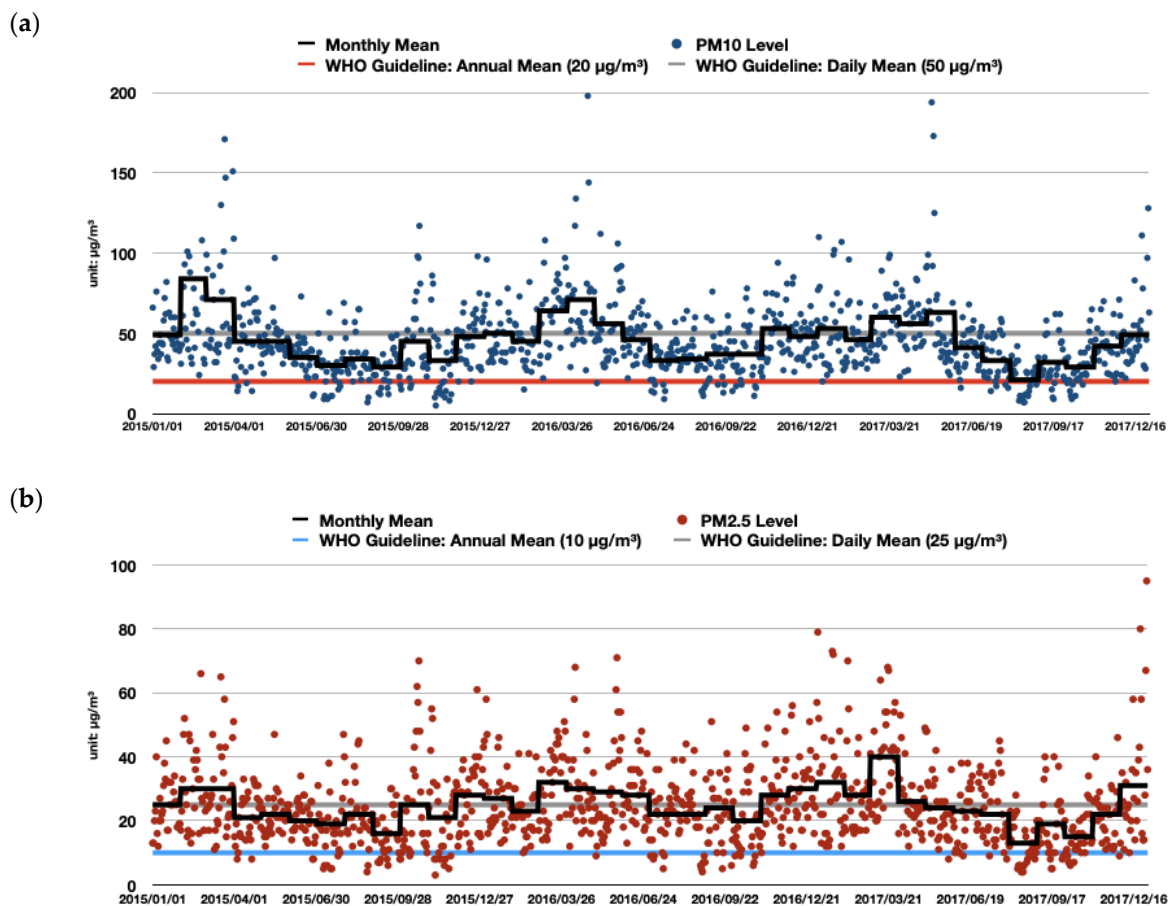 (a)
Monthly Mean PM10 Level
WHO Guideline: Annual Mean (20 µg/m³) WHO Guideline: Daily Mean (50 µg/m³)
200
150
100
50
0
unit: µg/m³
2015/01/01 2015/04/01 2015/06/30 2015/09/28 2015/12/27 2016/03/26 2016/06/24 2016/09/22 2016/12/21 2017/03/21 2017/06/19 2017/09/17 2017/12/16
(b)
Monthly Mean PM2.5 Level
WHO Guideline: Annual Mean (10 µg/m³) WHO Guideline: Daily Mean (25 µg/m³)
100
80
60
40
20
0
unit: µg/m³
2015/01/01 2015/04/01 2015/06/30 2015/09/28 2015/12/27 2016/03/26 2016/06/24 2016/09/22 2016/12/21 2017/03/21 2017/06/19 2017/09/17 2017/12/16